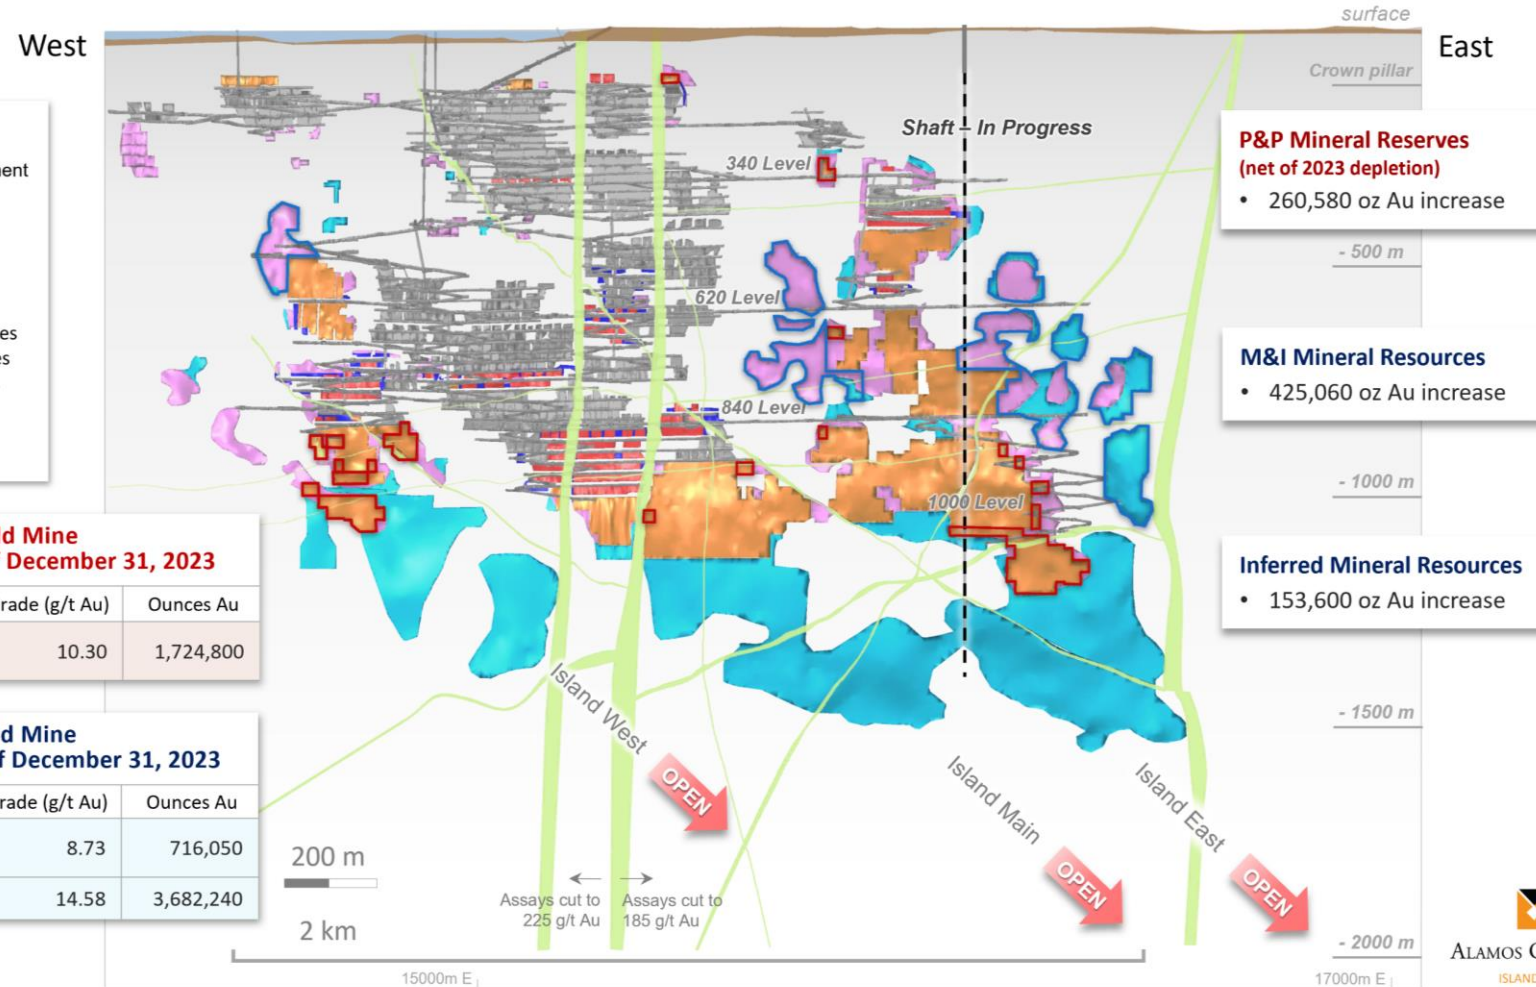 West
surface
East
Crown pillar
Shaft – In Progress
340 Level
P&P Mineral Reserves
(net of 2023 depletion)
• 260,580 oz Au increase
- 500 m
620 Level
M&I Mineral Resources
• 425,060 oz Au increase
840 Level
- 1000 m
1000 Level
Inferred Mineral Resources
• 153,600 oz Au increase
December 31, 2023
Mine
(g/t Au) Ounces Au
10.30 1,724,800
Mine
December 31, 2023
(g/t Au) Ounces Au
8.73 716,050
14.58 3,682,240
Island West
OPEN
- 1500 m
Island Main
OPEN
Island East
OPEN
200 m
Assays cut to
225 g/t Au
Assays cut to
185 g/t Au
2 km
- 2000 m
15000m E
17000m E
ALAMOS
ISLAND